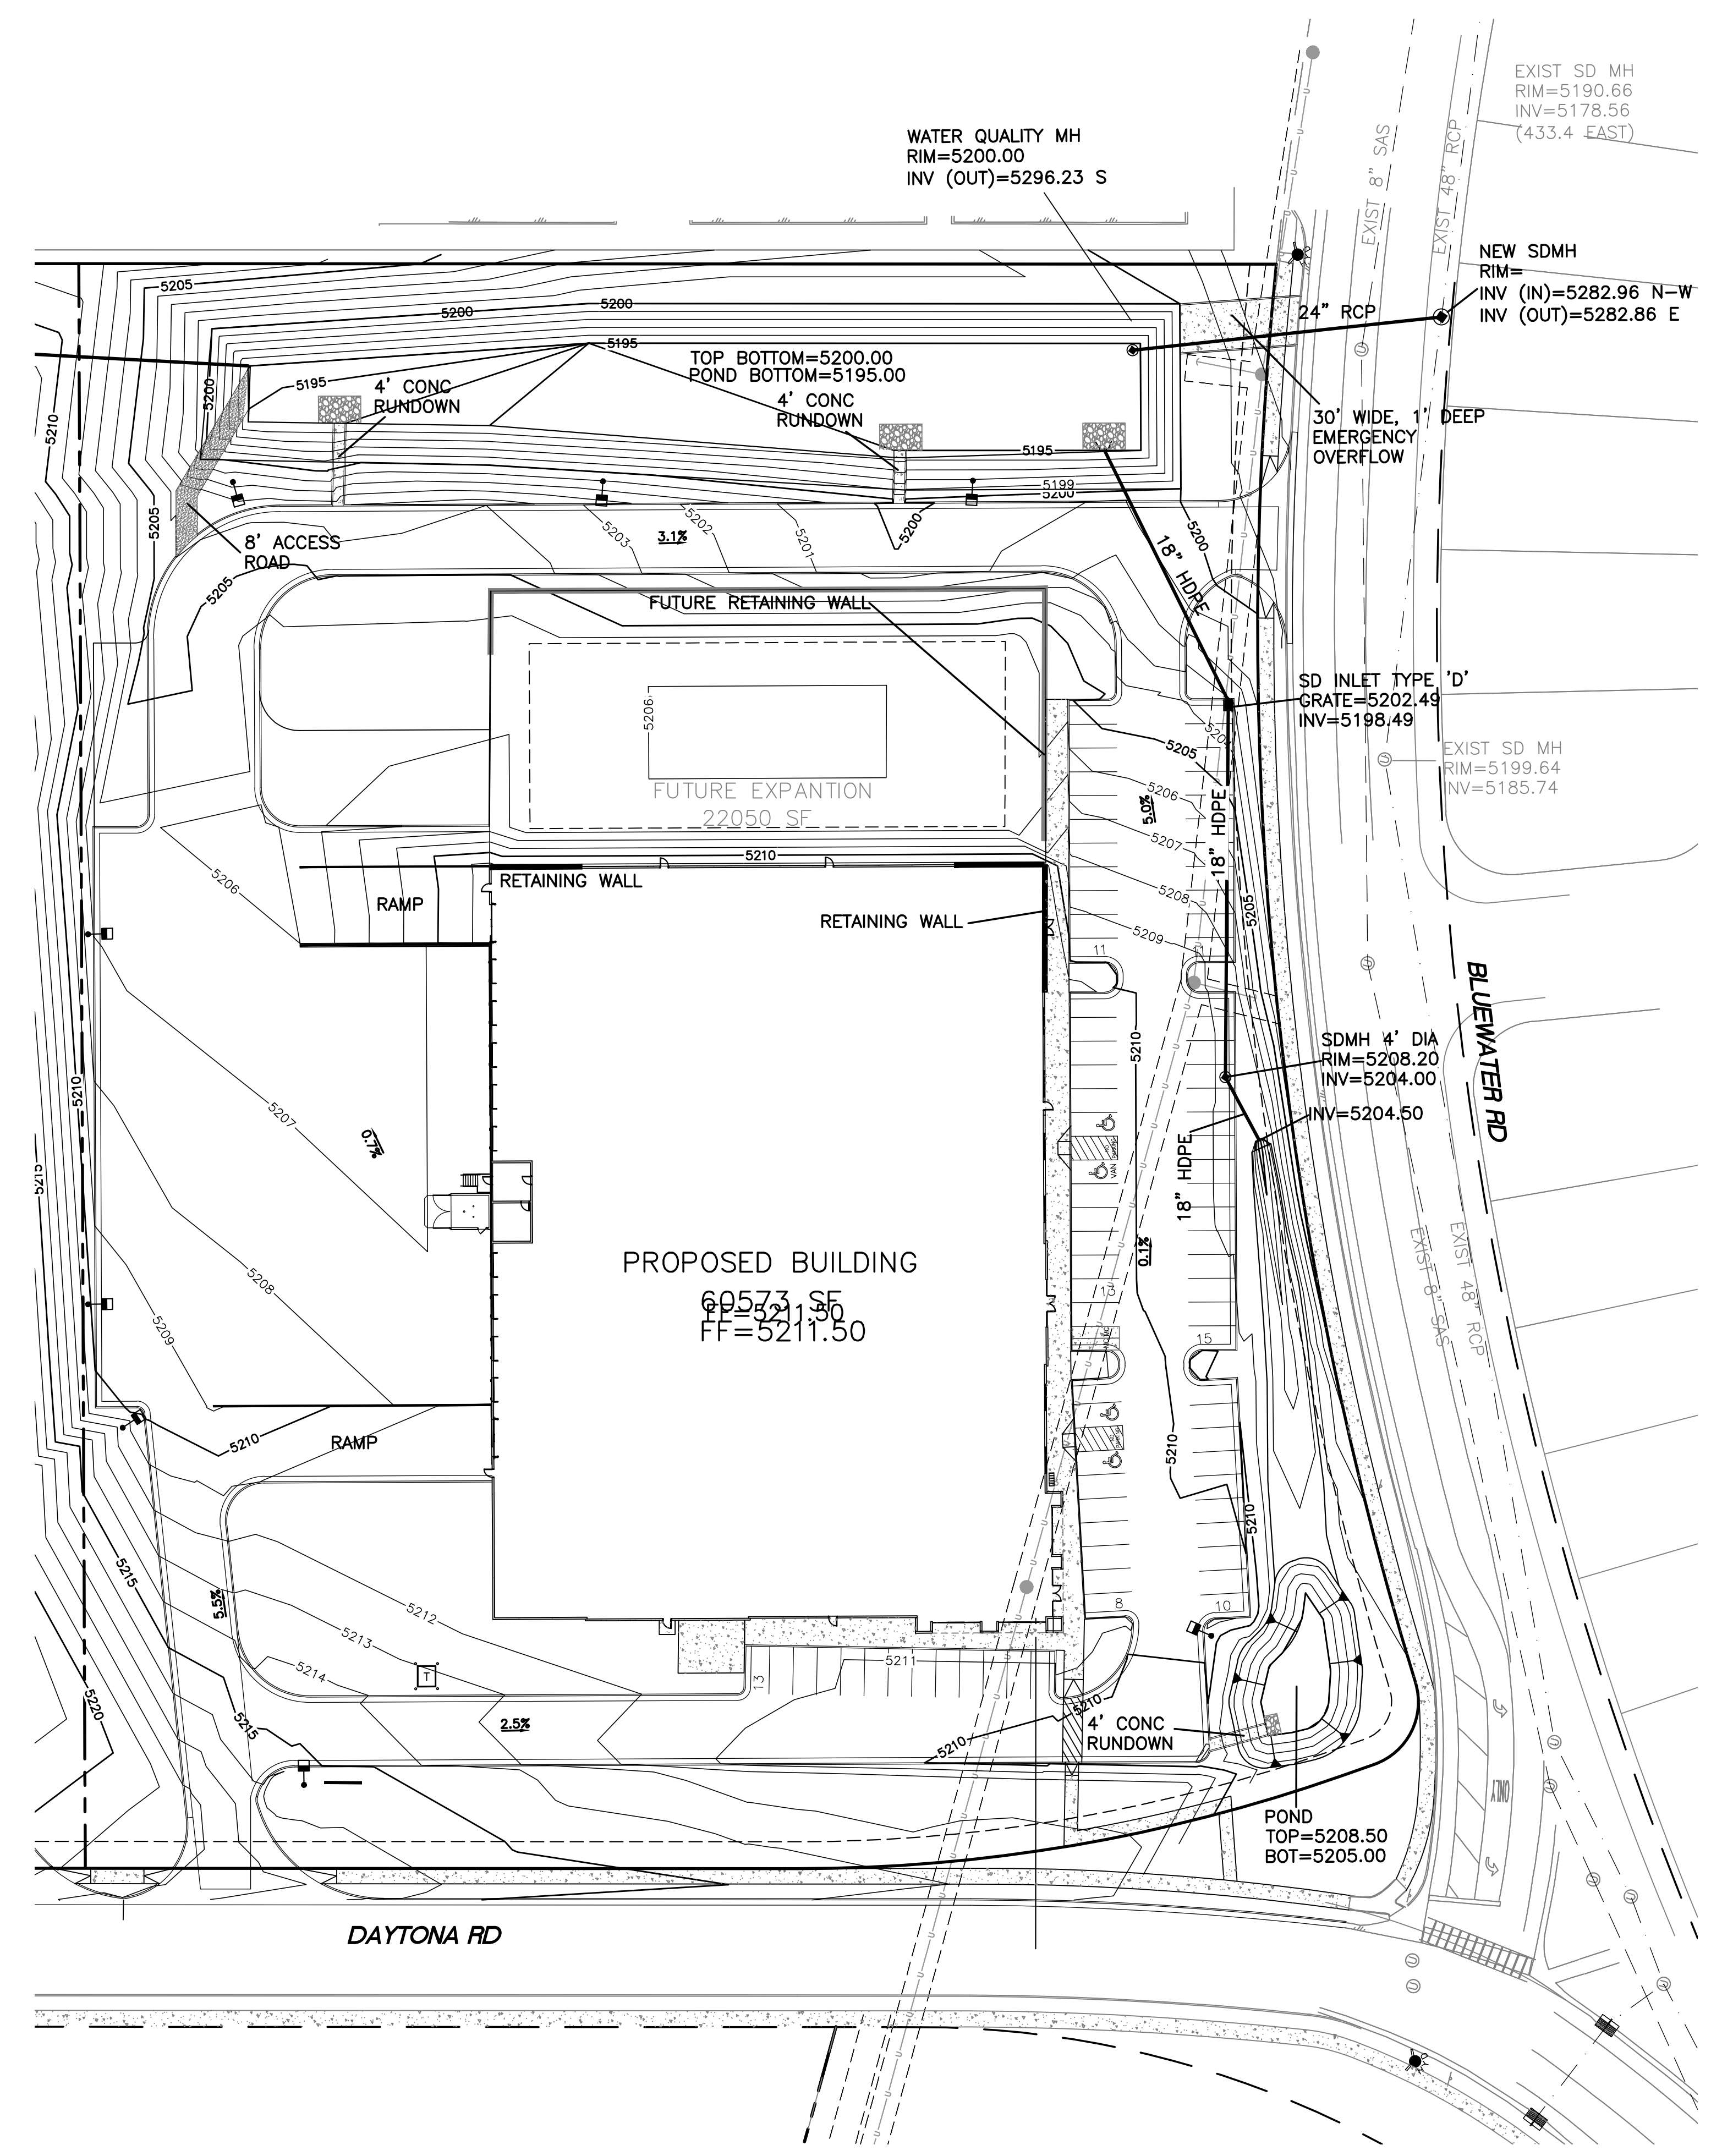 EXIST SD MH
RIM=5190.66
INV=5178.56
(433.4 EAST)
WATER QUALITY MH
RIM=5200.00
INV (OUT)=5296.23 S
EXIST 8" SAS
EXIST 48" RCP
NEW SDMH
RIM=
INV (IN)=5282.96 N-W
INV (OUT)=5282.86 E
24" RCP
5205
5200
5200
5195
TOP BOTTOM=5200.00
POND BOTTOM=5195.00
5195
4' CONC
RUNDOWN
4' CONC
RUNDOWN
5200
5210
30' WIDE, 1' DEEP
EMERGENCY
OVERFLOW
5195
5199
5200
5205
8' ACCESS
ROAD
5203
3.1%
5202
5201
5200
18" HDPE
5200
5205
FUTURE RETAINING WALL
5206
SD INLET TYPE 'D'
GRATE=5202.49
INV=5198.49
5205
EXIST SD MH
RIM=5199.64
INV=5185.74
FUTURE EXPANTION
22050 SF
5206
5.0%
18" HDPE
5207
5210
5206
RAMP
RETAINING WALL
RETAINING WALL
5208
5205
5209
11
11
BLUEWATER RD
5210
5210
SDMH 4' DIA
RIM=5208.20
INV=5204.00
INV=5204.50
5207
0.7%
VAN
18" HDPE
5215
5208
PROPOSED BUILDING
60573 SF
FF=5211.50
FF=5211.50
0.1%
13
EXIST 8" SAS
EXIST 48" RCP
5209
15
5210
RAMP
5210
5210
5215
5.5%
5212
5213
5214
T
8
10
13
5211
5220
5215
2.5%
5210
5210
4' CONC
RUNDOWN
ONLY
POND
TOP=5208.50
BOT=5205.00
DAYTONA RD